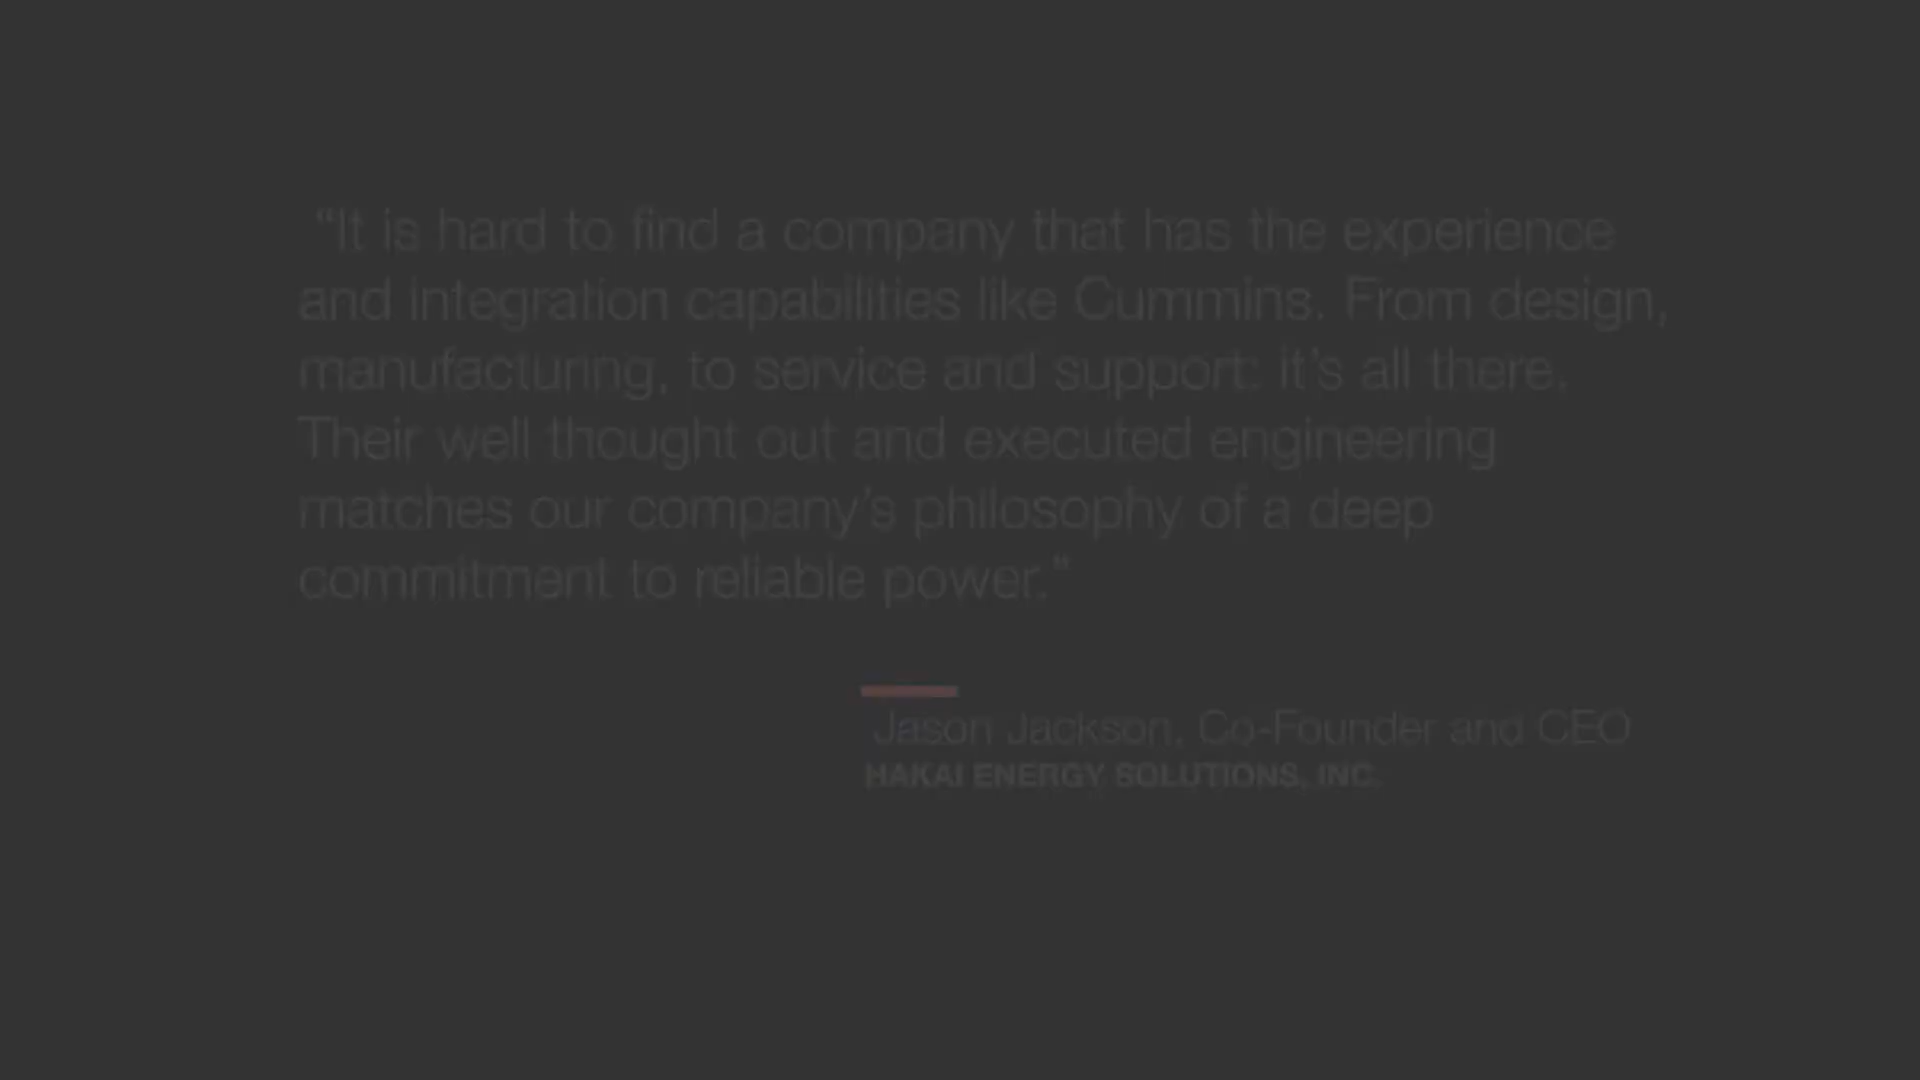 “It is hard to find a company that has the experience
and integration capabilities like Cummins. From design,
manufacturing, to service and support: it’s all there.
Their well thought out and executed engineering
matches our company’s philosophy of a deep
commitment to reliable power.”
Jason Jackson, Co-Founder and CEO
HAKAI ENERGY SOLUTIONS, INC.